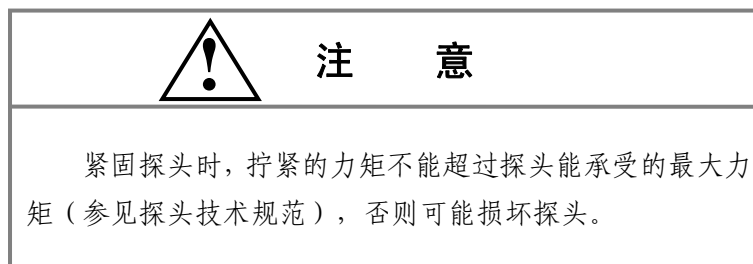 注 意
紧固探头时，拧紧的力矩不能超过探头能承受的最大力
矩（参见探头技术规范），否则可能损坏探头。